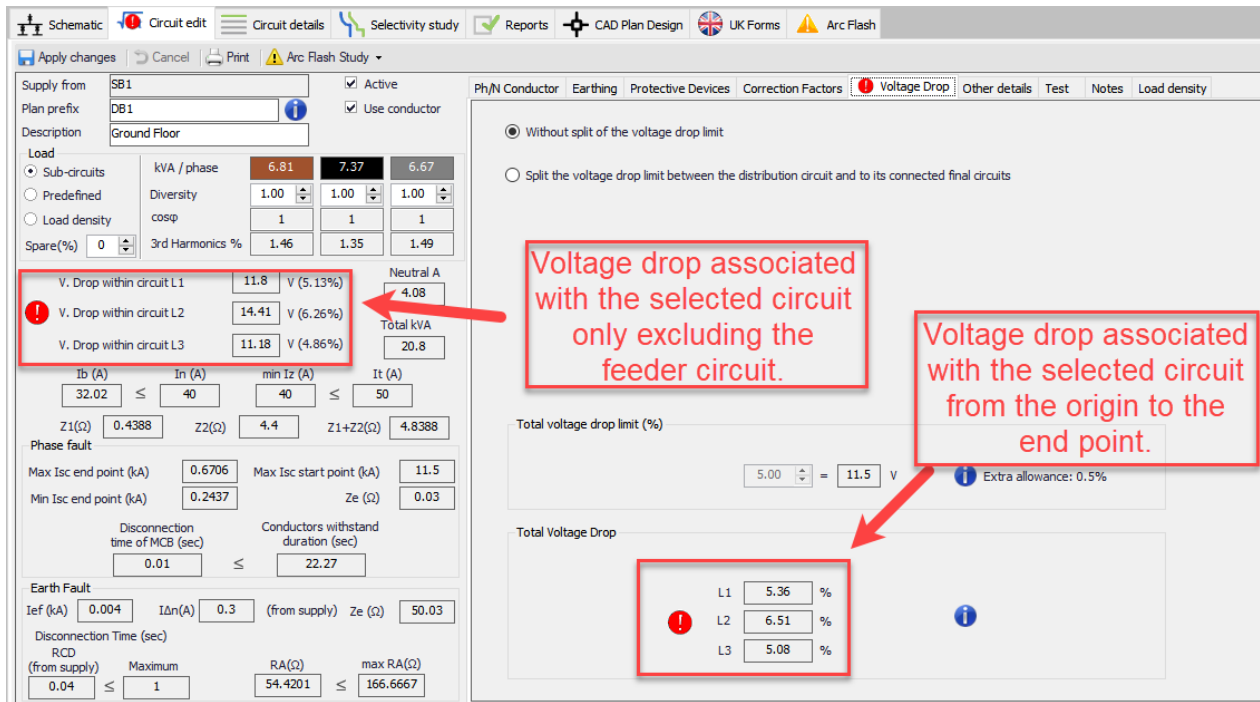 Schematic Circuit edit Circuit details Selectivity study Reports CAD Plan Design UK Forms Arc Flash
Apply changes Cancel Print Arc Flash Study
Supply from SB1 Active
Plan prefix DB1 Use conductor
Description Ground Floor
Ph/N Conductor Earthing Protective Devices Correction Factors Voltage Drop Other details Test Notes Load density
Load
Sub-circuits kVA / phase 6.81 7.37 6.67
Predefined Diversity 1.00 1.00 1.00
Load density cosφ 1 1 1
Spare(%) 0 3rd Harmonics % 1.46 1.35 1.49
V. Drop within circuit L1 11.8 V (5.13%)
V. Drop within circuit L2 14.41 V (6.26%)
V. Drop within circuit L3 11.18 V (4.86%)
Neutral A
4.08
Total kVA
20.8
Ib (A) In (A) min Iz (A) It (A)
32.02 ≤ 40 40 ≤ 50
Z1(Ω) 0.4388 Z2(Ω) 4.4 Z1+Z2(Ω) 4.8388
Phase fault
Max Isc end point (kA) 0.6706 Max Isc start point (kA) 11.5
Min Isc end point (kA) 0.2437 Ze (Ω) 0.03
Disconnection
time of MCB (sec)
Conductors withstand
duration (sec)
0.01 ≤ 22.27
Earth Fault
Ief (kA) 0.004 IΔn(A) 0.3 (from supply) Ze (Ω) 50.03
Disconnection Time (sec)
RCD
(from supply) Maximum RA(Ω) max RA(Ω)
0.04 ≤ 1 54.4201 ≤ 166.6667
Without split of the voltage drop limit
Split the voltage drop limit between the distribution circuit and to its connected final circuits
Voltage drop associated
with the selected circuit
only excluding the
feeder circuit.
Voltage drop associated
with the selected circuit
from the origin to the
end point.
Total voltage drop limit (%)
5.00 = 11.5 V Extra allowance: 0.5%
Total Voltage Drop
L1 5.36 %
L2 6.51 %
L3 5.08 %